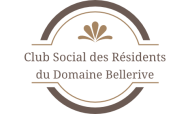 Club Social des Résidents
du Domaine Bellerive